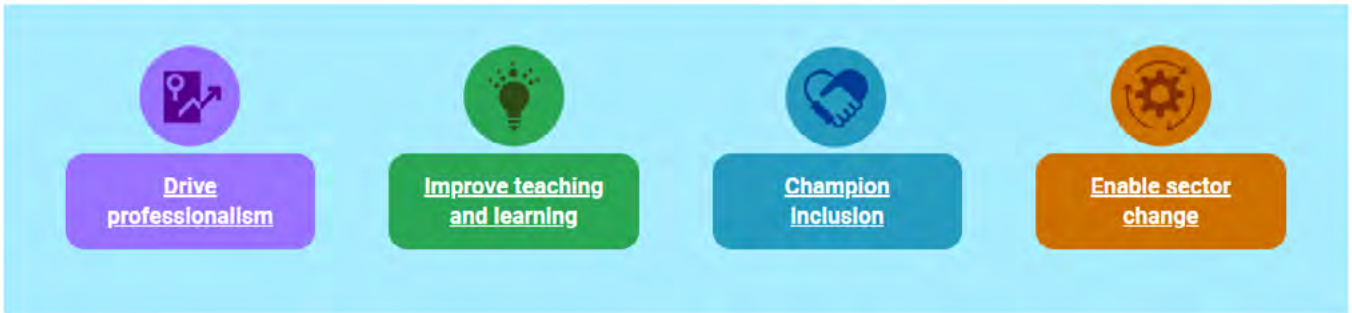 Drive
professionalism
Improve teaching
and learning
Champion
Inclusion
Enable sector
change